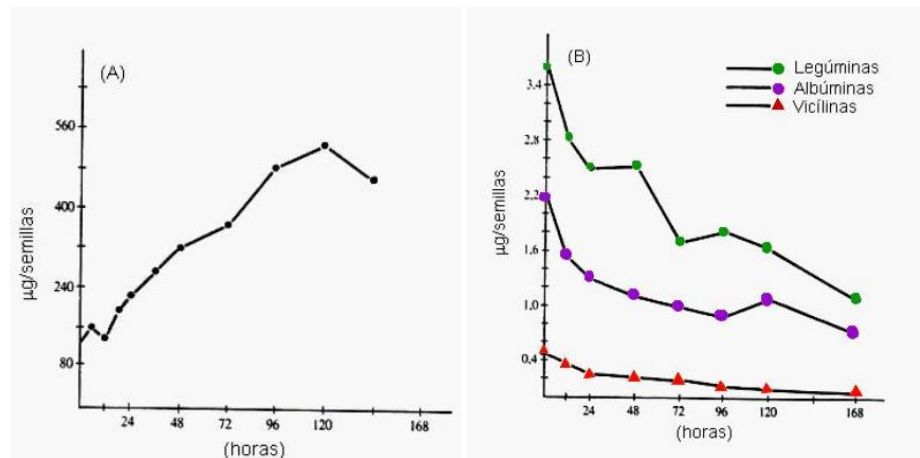 (A)
560
400
240
80
µg/semillas
24 48 72 96 120 168
(horas)
(B)
Legúminas
Albúminas
Vicílinas
3.4
2.8
2.2
1.6
1.0
0.4
µg/semillas
24 48 72 96 120 168
(horas)